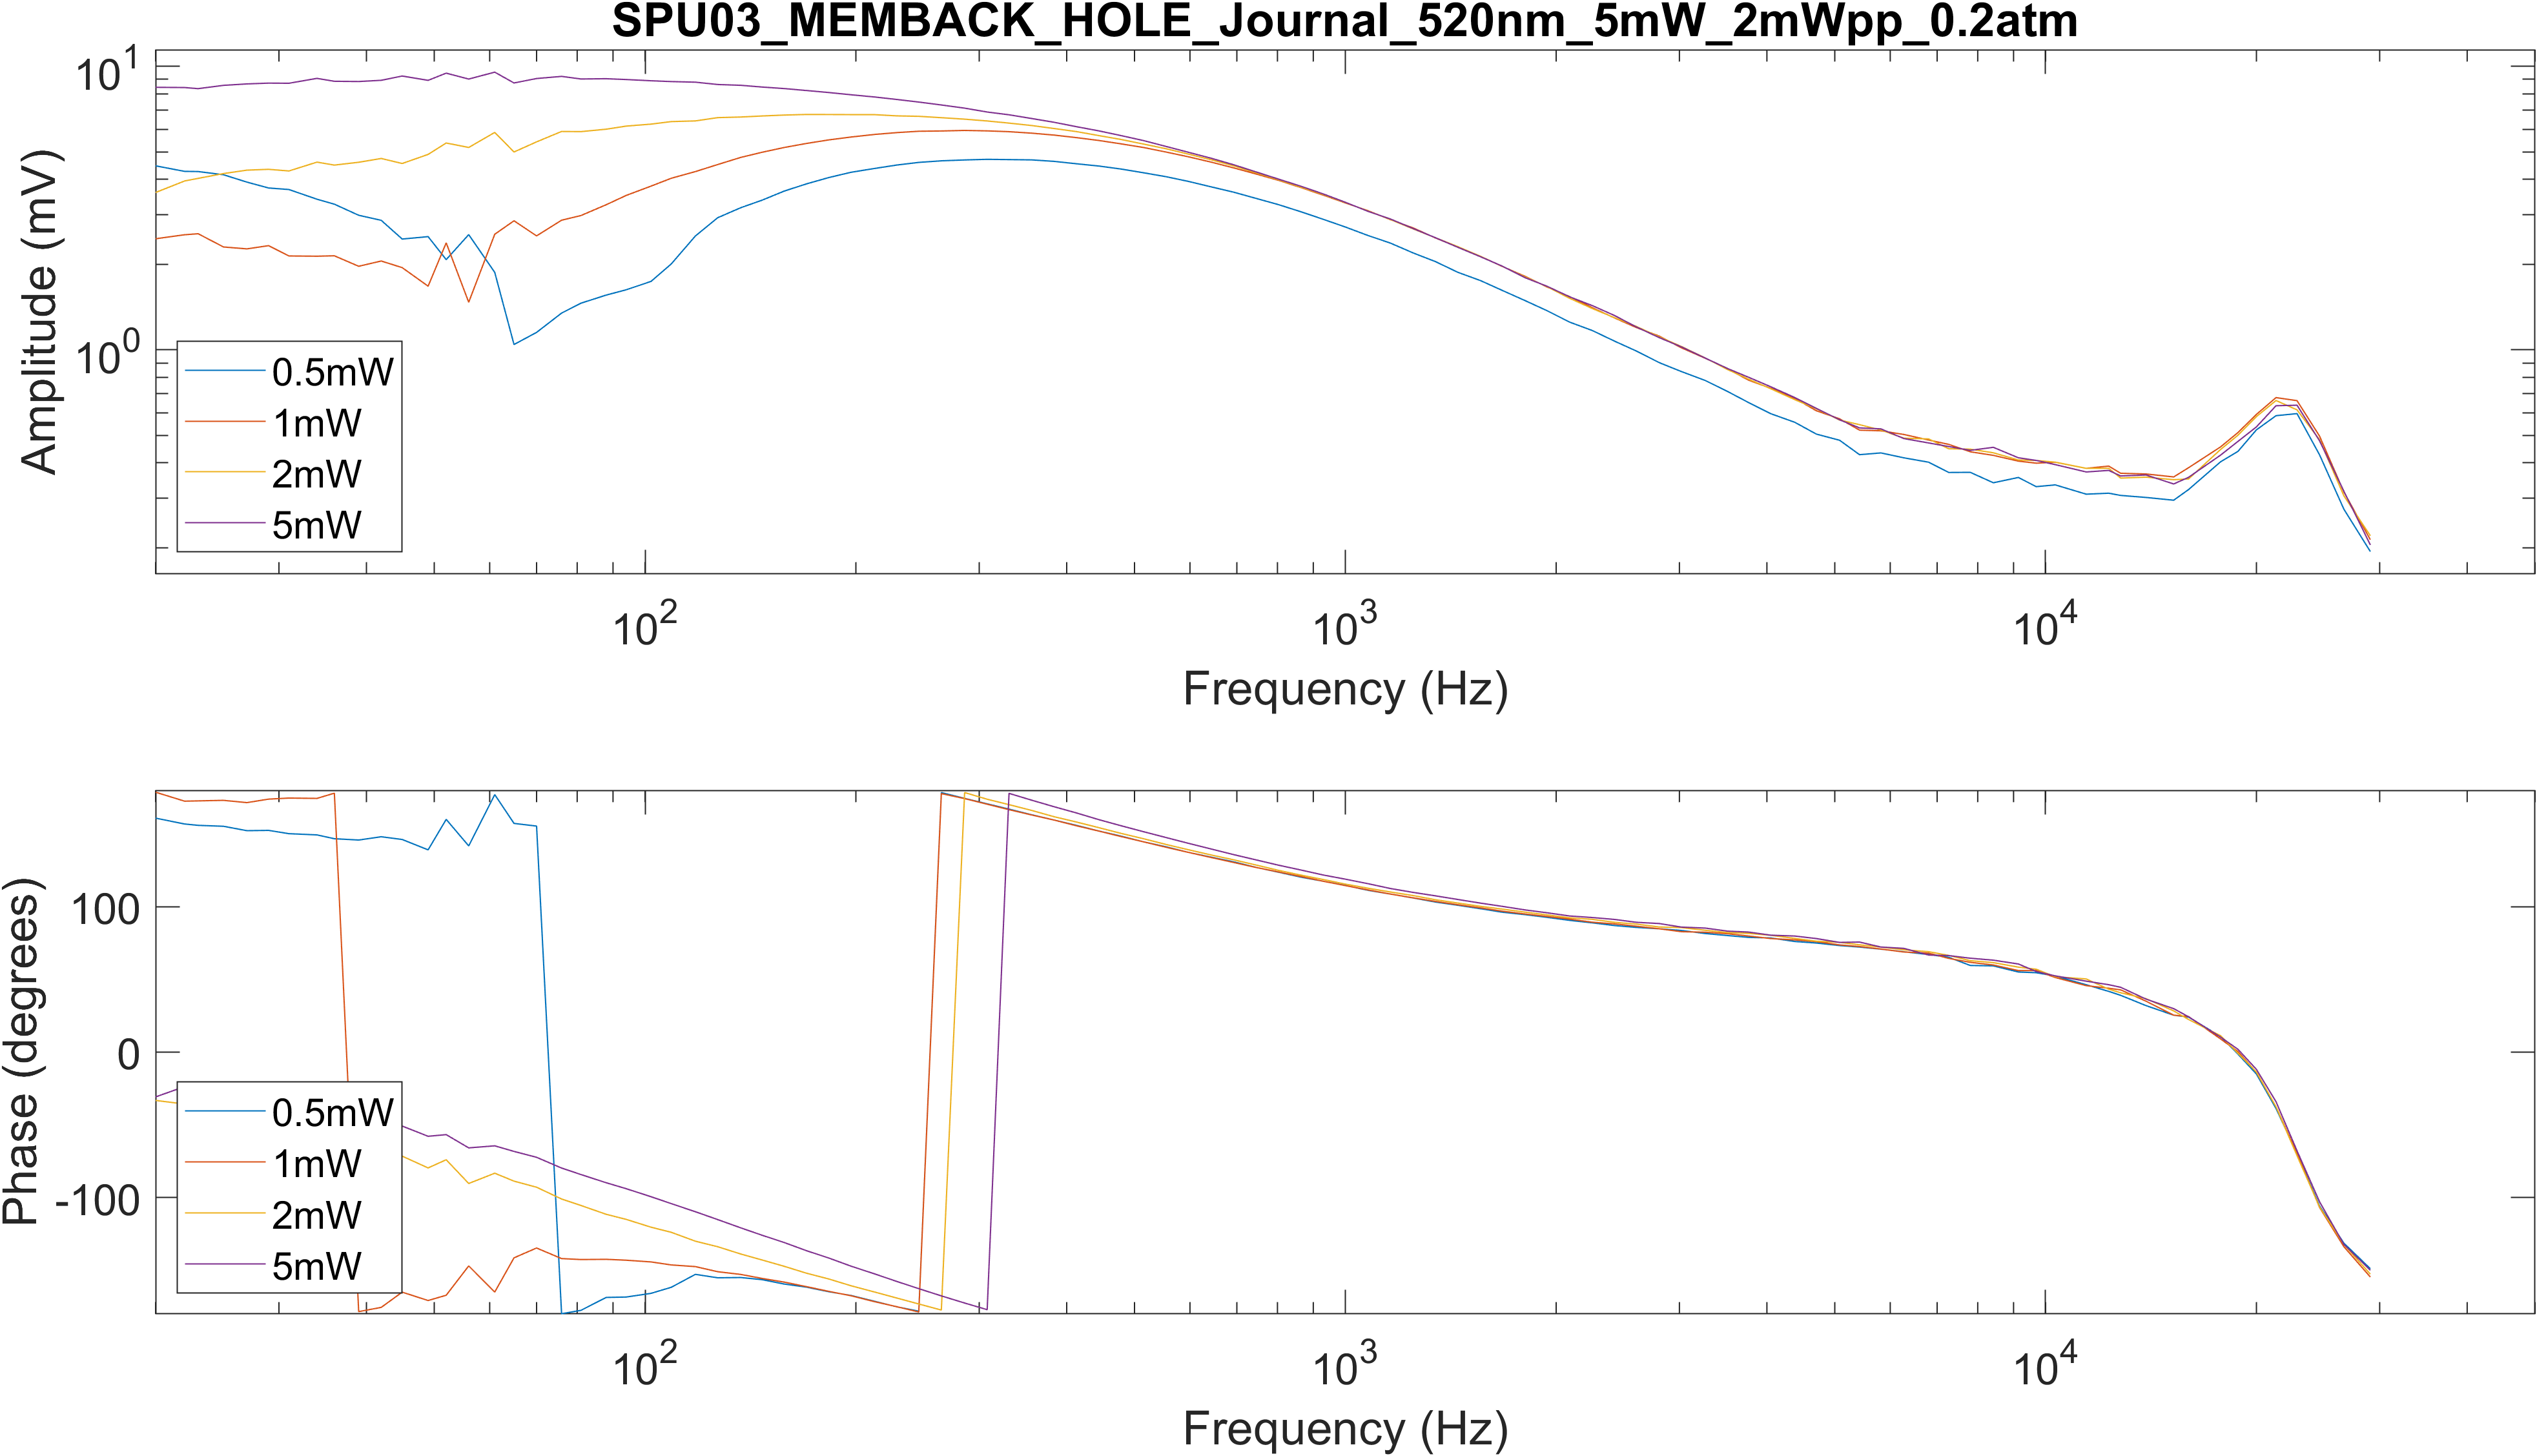 SPU03_MEMBACK_HOLE_Journal_520nm_5mW_2mWpp_0.2atm
10^1
10^0
Amplitude (mV)
0.5mW
1mW
2mW
5mW
10^2
10^3
10^4
Frequency (Hz)
100
0
-100
Phase (degrees)
0.5mW
1mW
2mW
5mW
10^2
10^3
10^4
Frequency (Hz)